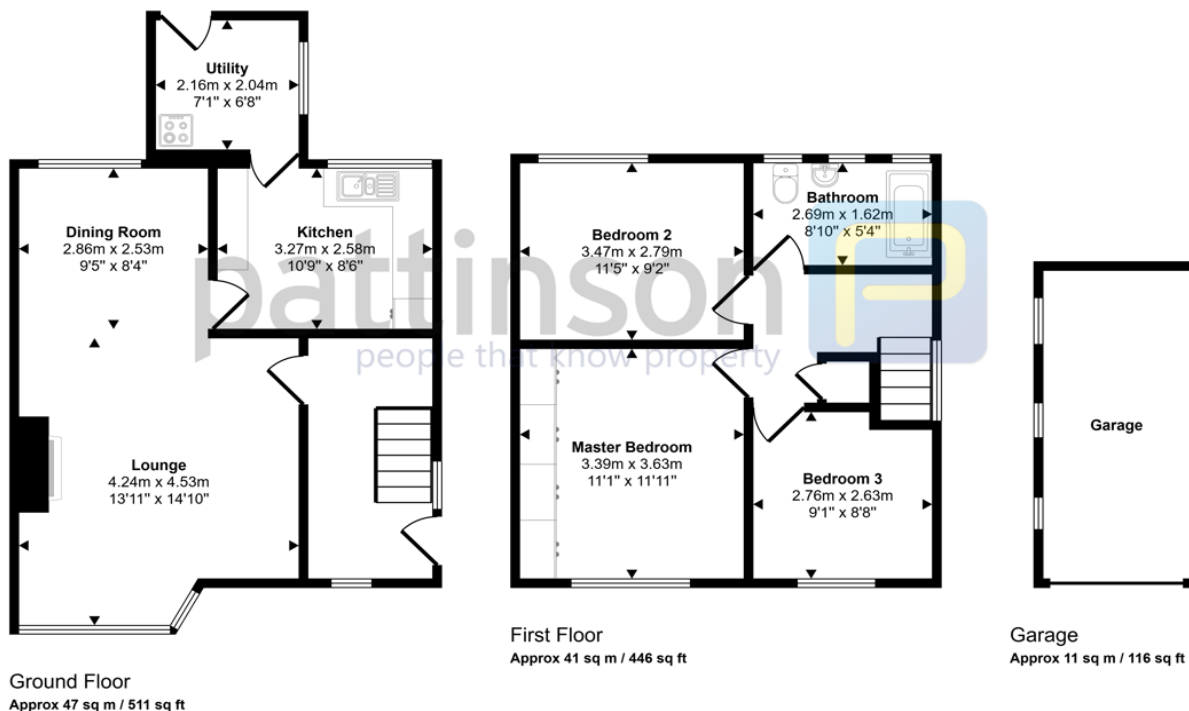 Utility
2.16m x 2.04m
7'1" x 6'8"
Dining Room
2.86m x 2.53m
9'5" x 8'4"
Kitchen
3.27m x 2.58m
10'9" x 8'6"
Lounge
4.24m x 4.53m
13'11" x 14'10"
Ground Floor
Approx 47 sq m / 511 sq ft
Bedroom 2
3.47m x 2.79m
11'5" x 9'2"
Bathroom
2.69m x 1.62m
8'10" x 5'4"
Master Bedroom
3.39m x 3.63m
11'1" x 11'11"
Bedroom 3
2.76m x 2.63m
9'1" x 8'8"
First Floor
Approx 41 sq m / 446 sq ft
Garage
Garage
Approx 11 sq m / 116 sq ft
pattinson
people that know property